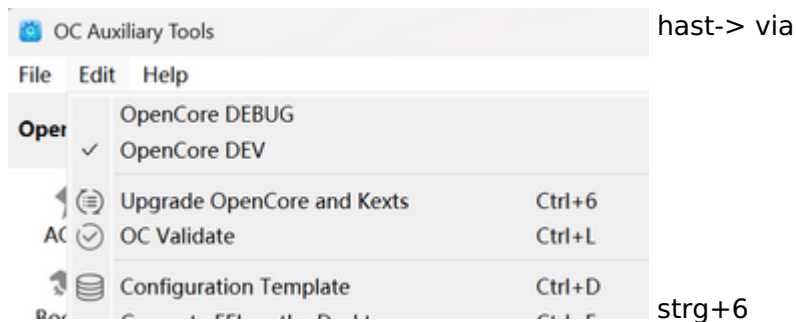 OC Auxiliary Tools
hast-> via
File Edit Help
OpenCore DEBUG
OpenCore DEV
Upgrade OpenCore and Kexts Ctrl+6
OC Validate Ctrl+L
Configuration Template Ctrl+D
strg+6